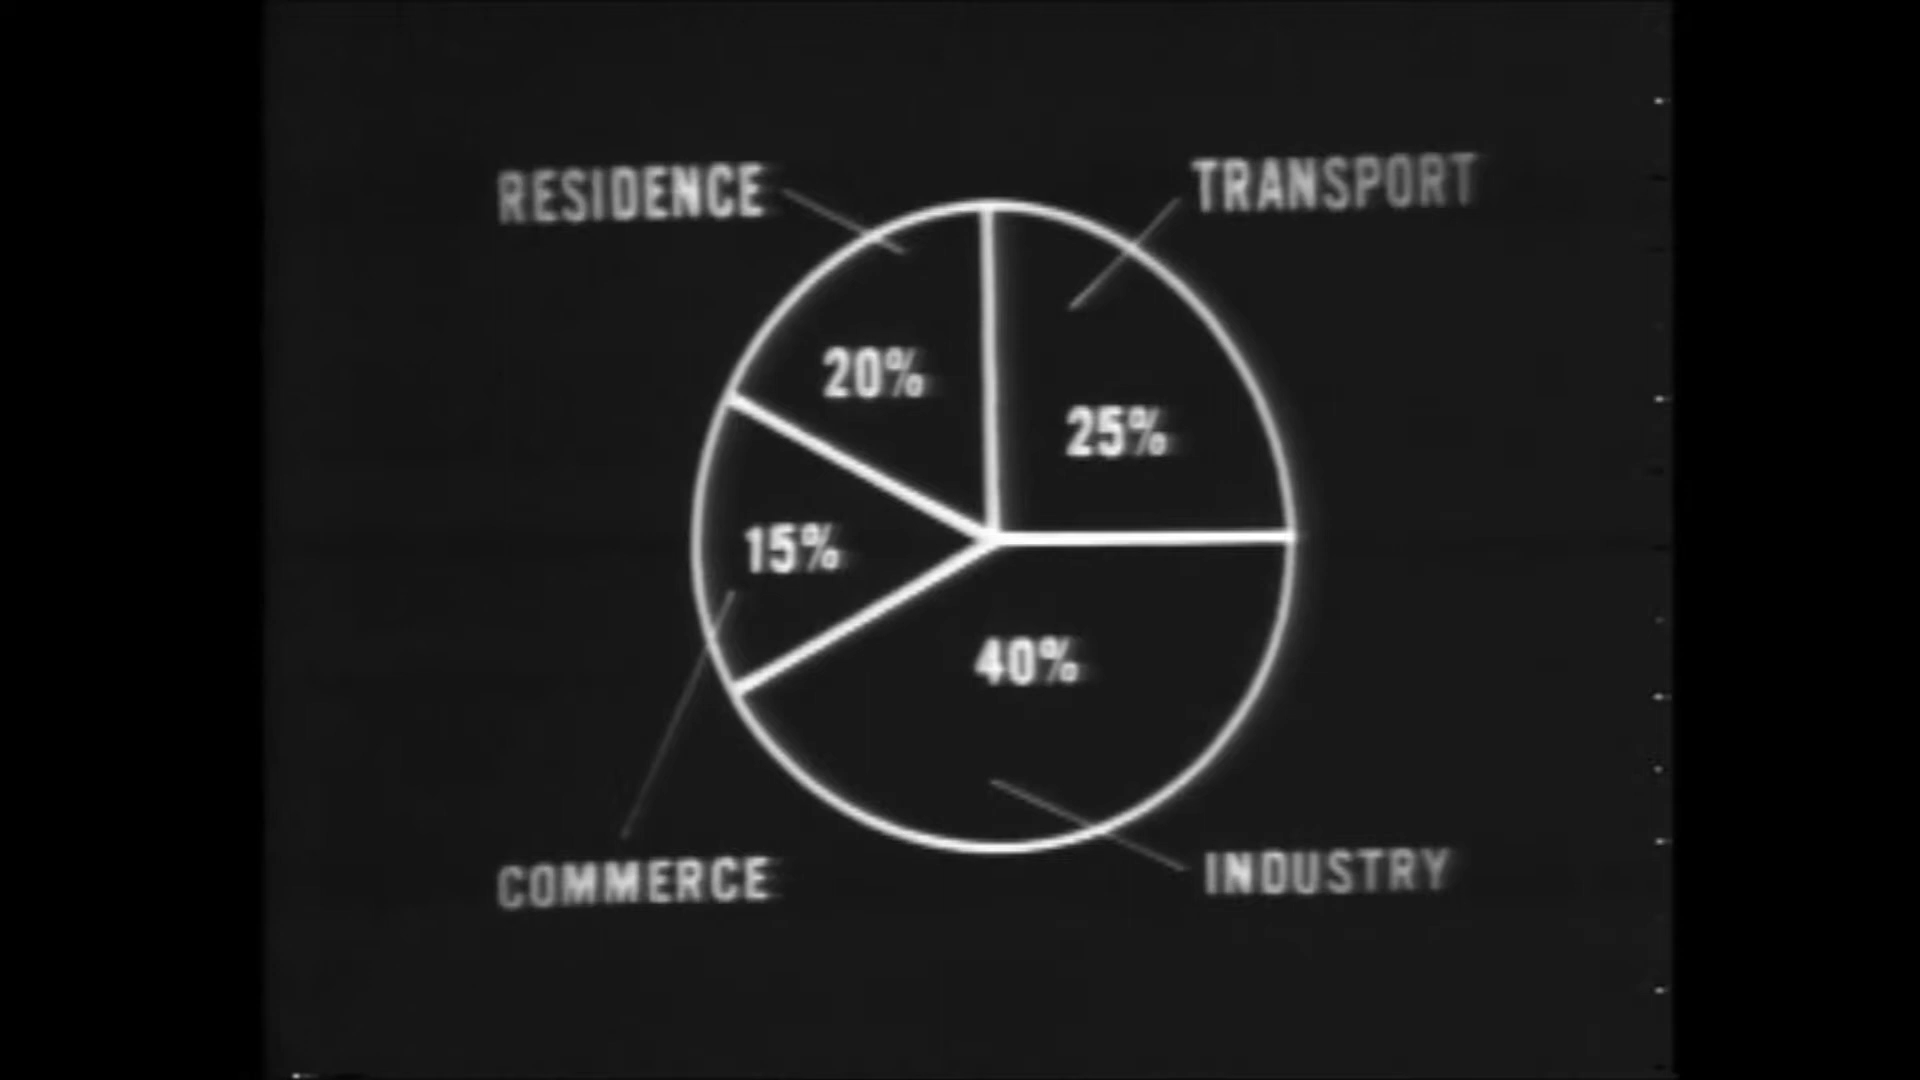 RESIDENCE
TRANSPORT
20%
25%
15%
40%
COMMERCE
INDUSTRY